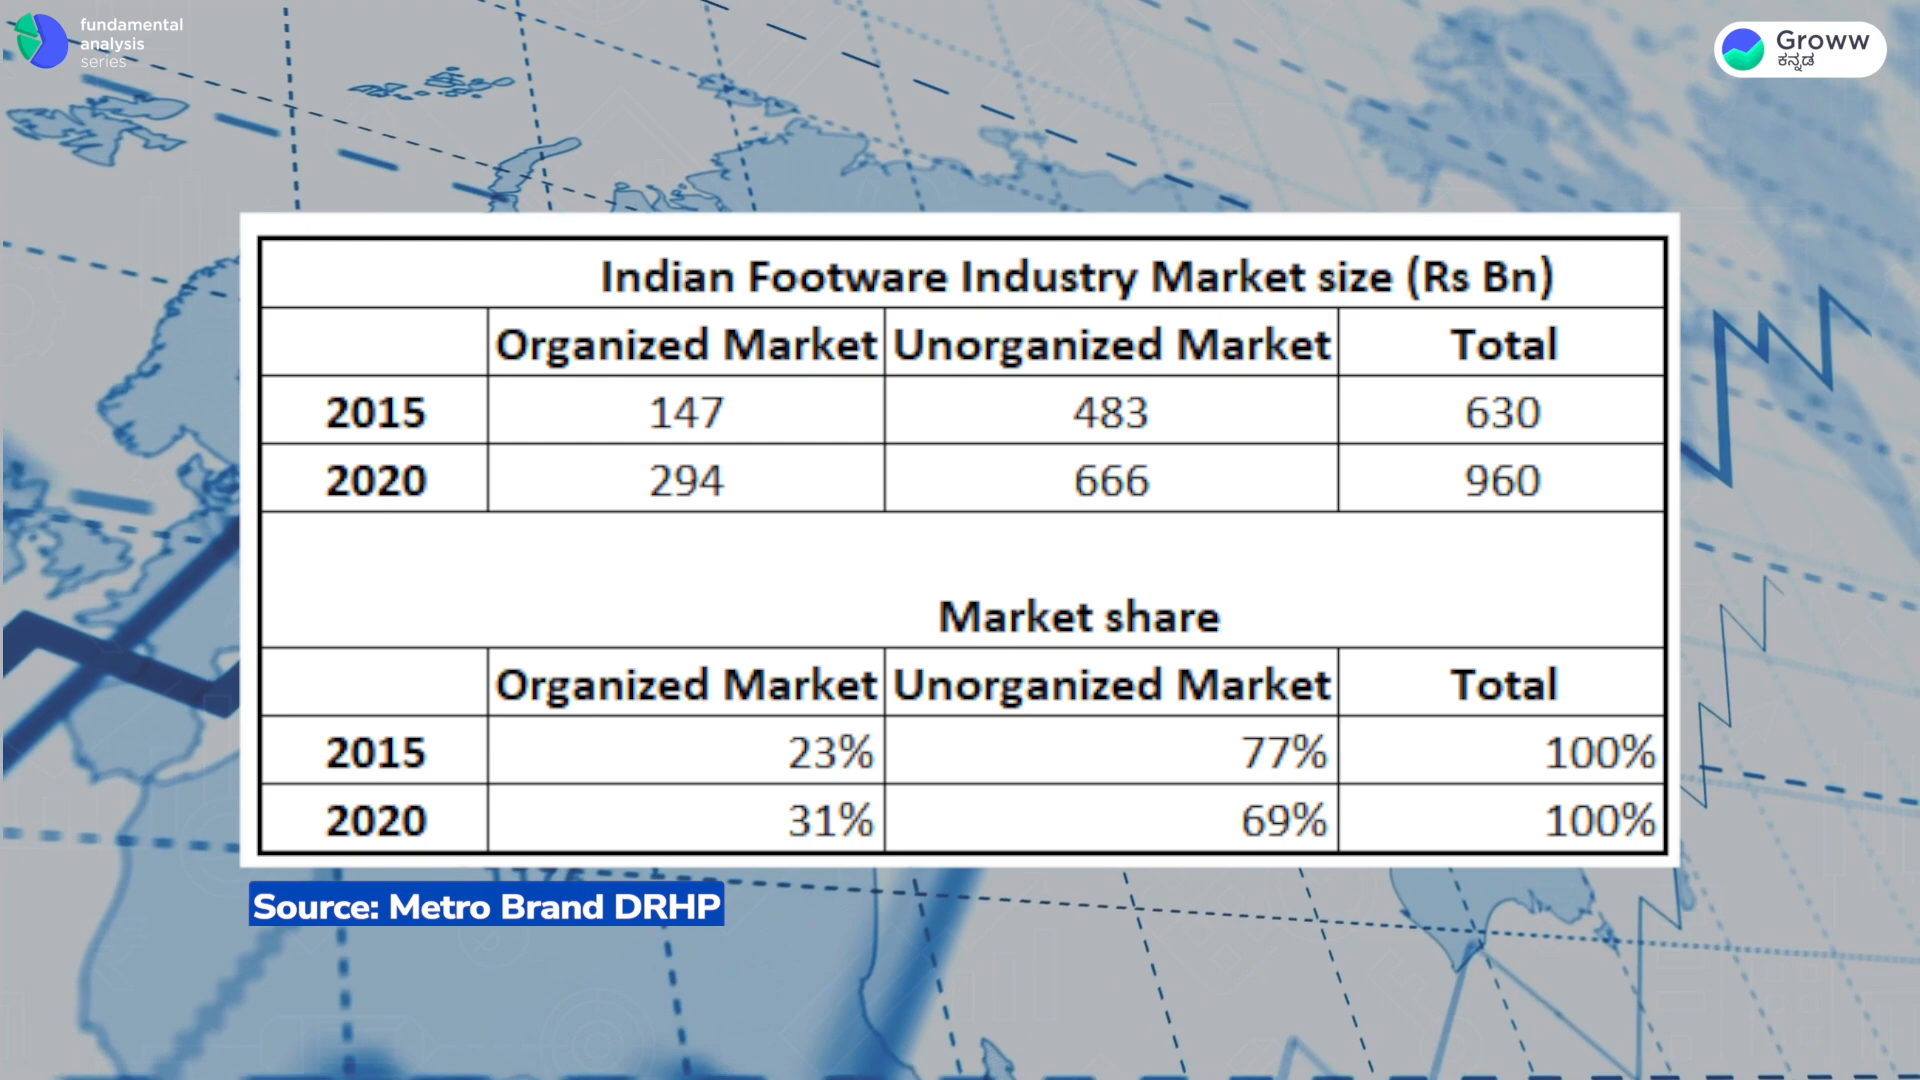 fundamental
analysis
series
Groww
ಕನ್ನಡ
Indian Footware Industry Market size (Rs Bn)
Organized Market Unorganized Market Total
2015 147 483 630
2020 294 666 960
Market share
Organized Market Unorganized Market Total
2015 23% 77% 100%
2020 31% 69% 100%
Source: Metro Brand DRHP